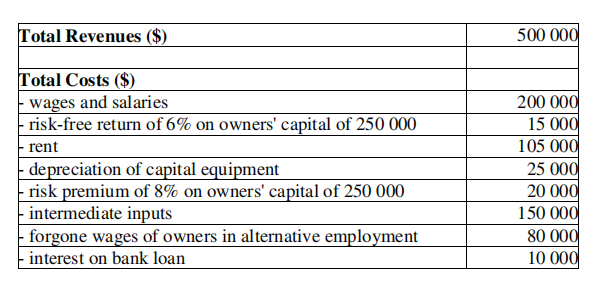 Total Revenues ($) 500 000
Total Costs ($)
- wages and salaries 200 000
- risk-free return of 6% on owners' capital of 250 000 15 000
- rent 105 000
- depreciation of capital equipment 25 000
- risk premium of 8% on owners' capital of 250 000 20 000
- intermediate inputs 150 000
- forgone wages of owners in alternative employment 80 000
- interest on bank loan 10 000